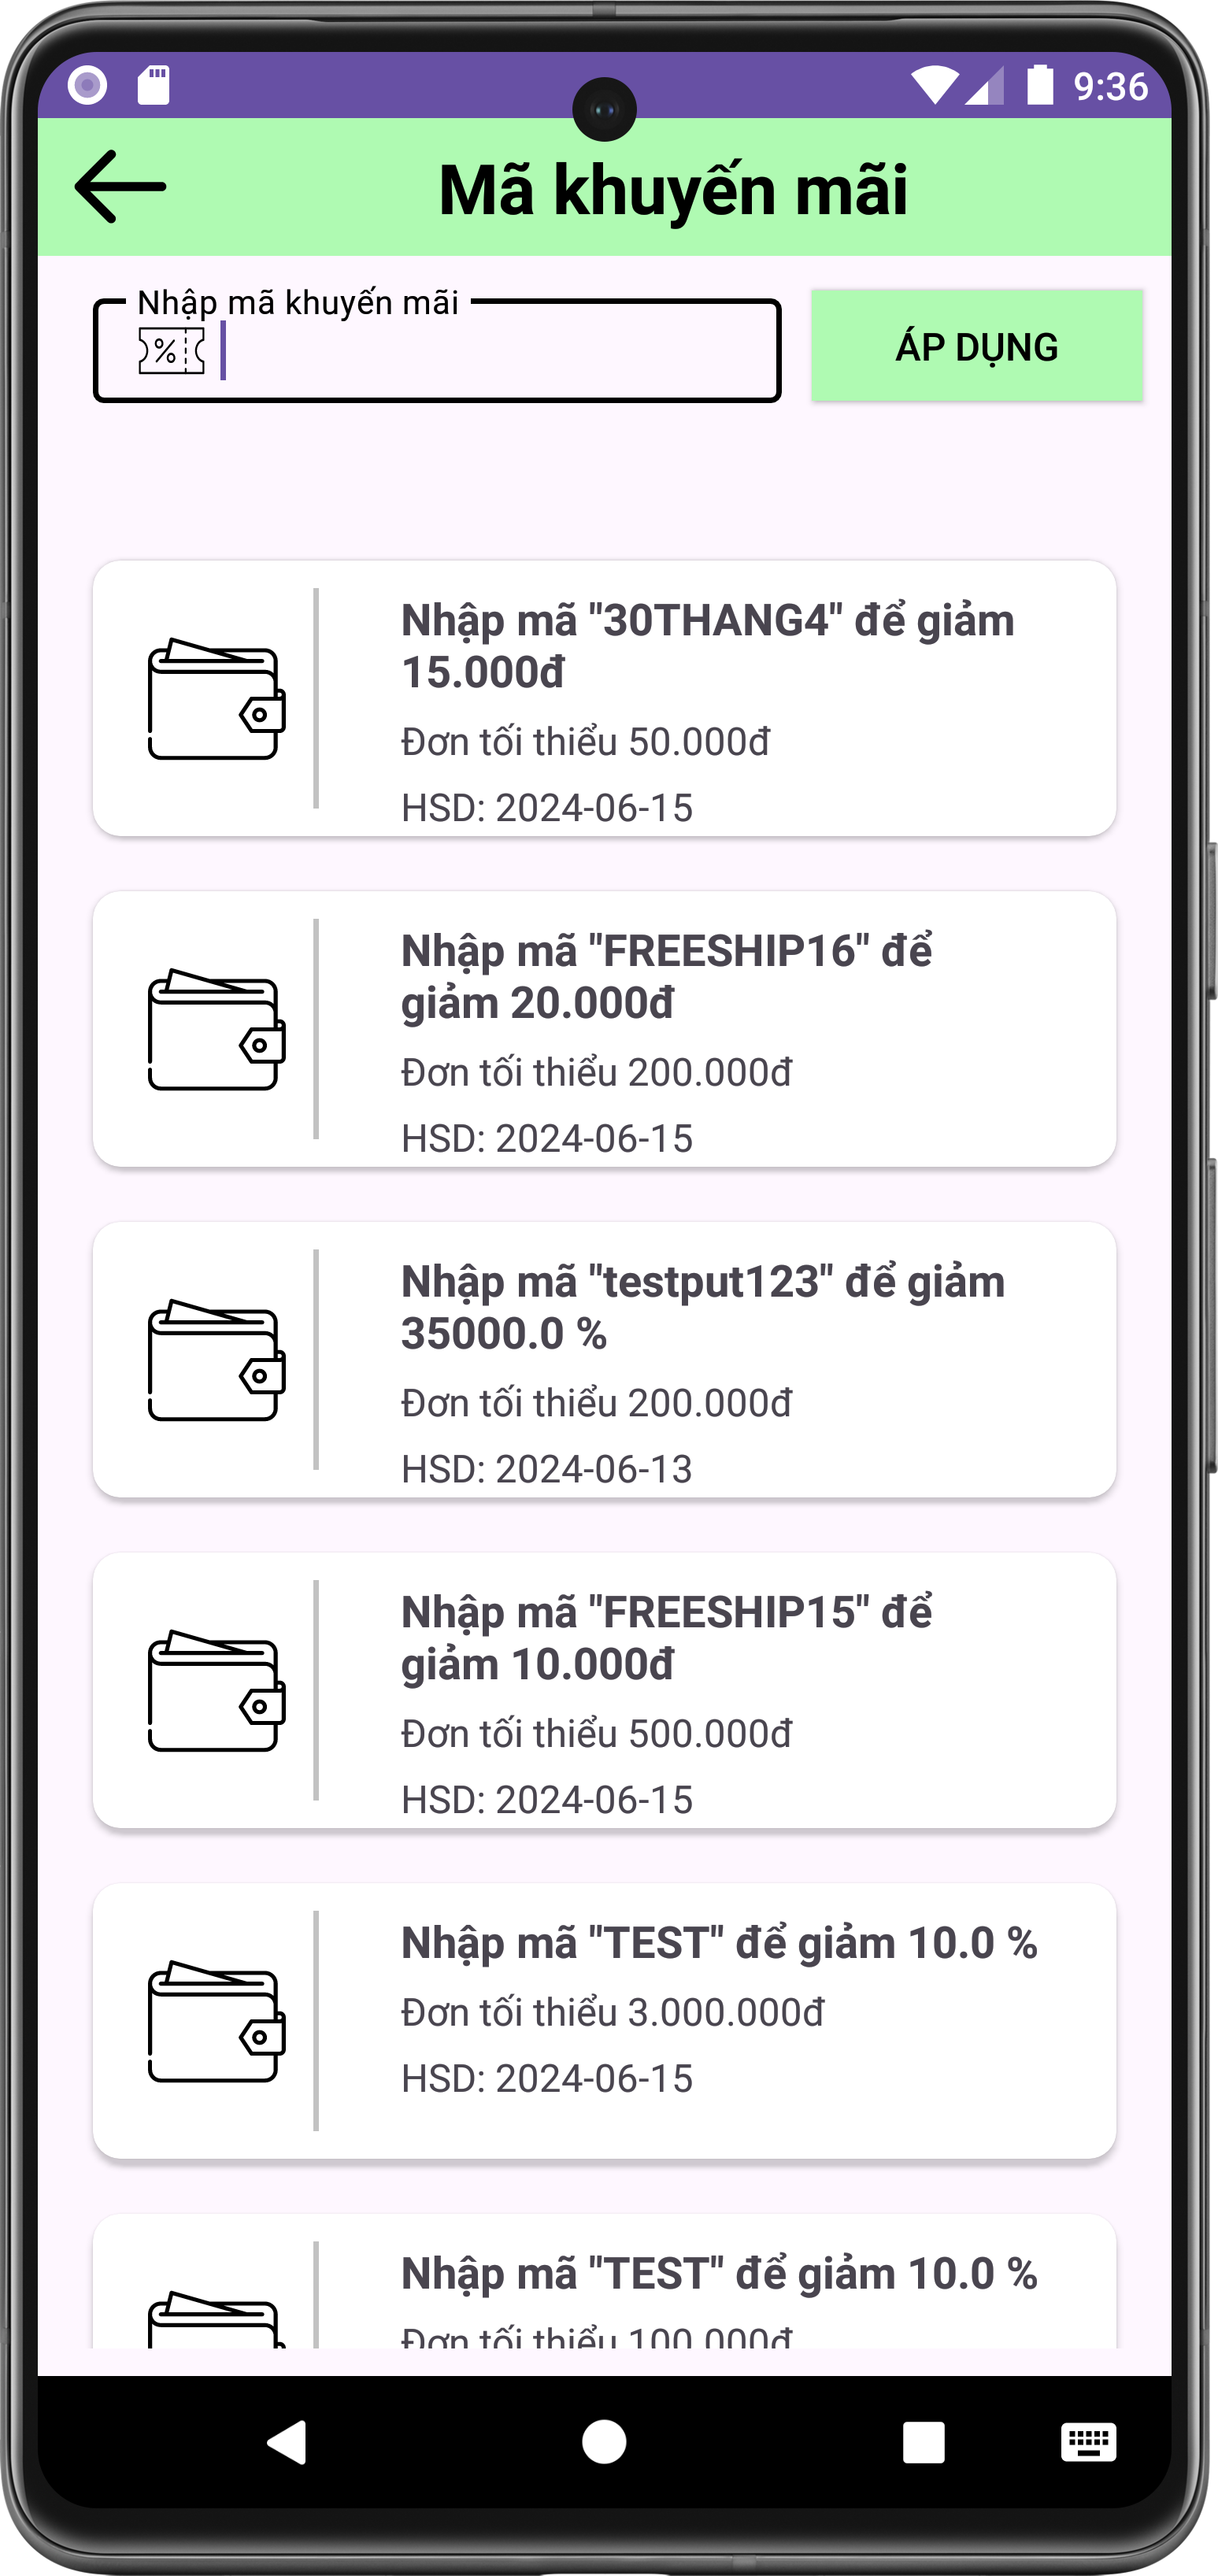 9:36
Mã khuyến mãi
Nhập mã khuyến mãi
%
ÁP DỤNG
Nhập mã "30THANG4" để giảm
15.000đ
Đơn tối thiểu 50.000đ
HSD: 2024-06-15
Nhập mã "FREESHIP16" để
giảm 20.000đ
Đơn tối thiểu 200.000đ
HSD: 2024-06-15
Nhập mã "testput123" để giảm
35000.0 %
Đơn tối thiểu 200.000đ
HSD: 2024-06-13
Nhập mã "FREESHIP15" để
giảm 10.000đ
Đơn tối thiểu 500.000đ
HSD: 2024-06-15
Nhập mã "TEST" để giảm 10.0 %
Đơn tối thiểu 3.000.000đ
HSD: 2024-06-15
Nhập mã "TEST" để giảm 10.0 %
Đơn tối thiểu 100.000đ